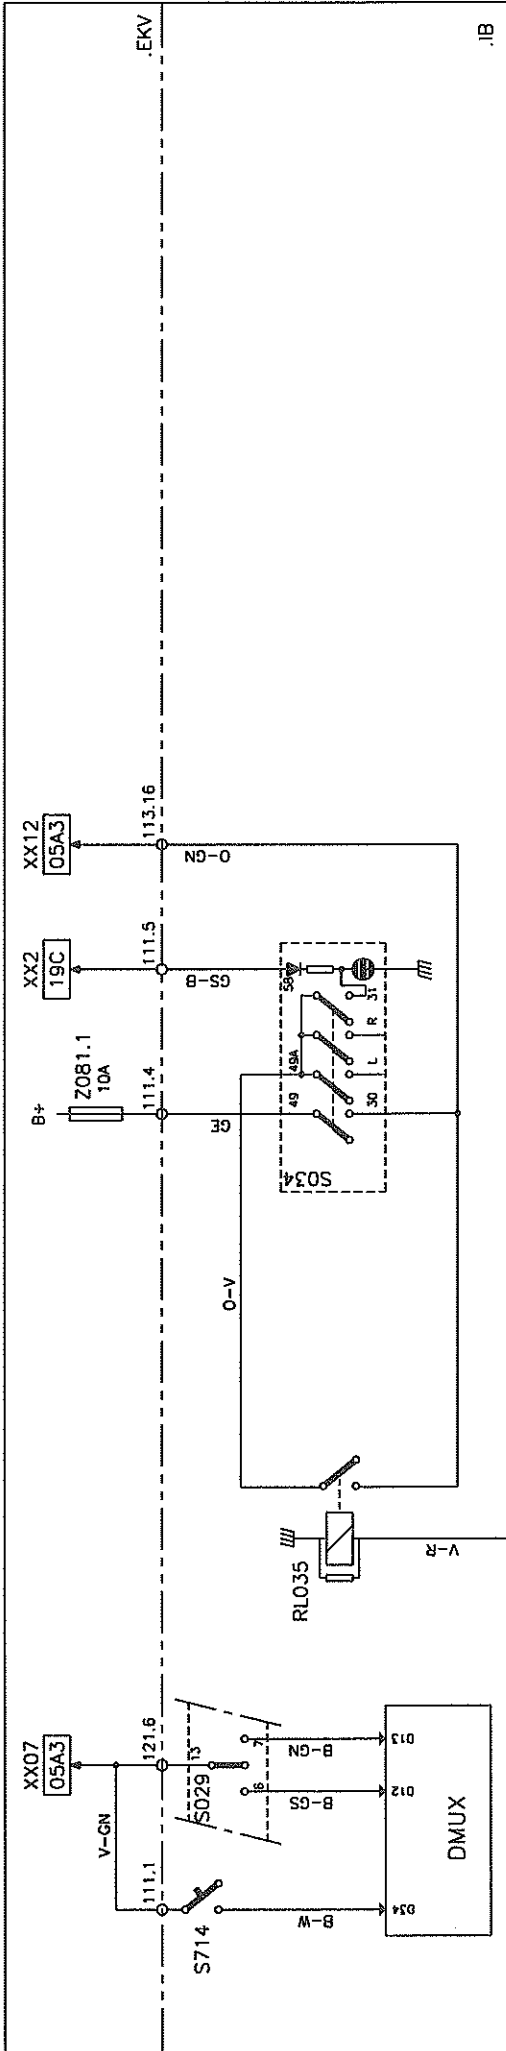 .EKV
.IB
XX12
05A3
113.16
O-GN
XX2
19C
111.5
GS-B
B+
Z081.1
10A
111.4
GE
58
31
R
49A
L
49
30
S034
O-V
RL035
V-R
XX07
05A3
121.6
V-GN
13
S029
7
6
B-GN
B-GS
111.1
S714
B-W
D13
D12
D34
DMUX